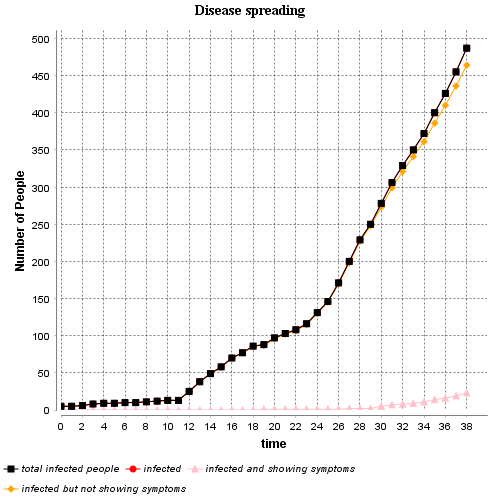 Disease spreading
Number of People
500
450
400
350
300
250
200
150
100
50
0
0 2 4 6 8 10 12 14 16 18 20 22 24 26 28 30 32 34 36 38
time
total infected people infected infected and showing symptoms
infected but not showing symptoms